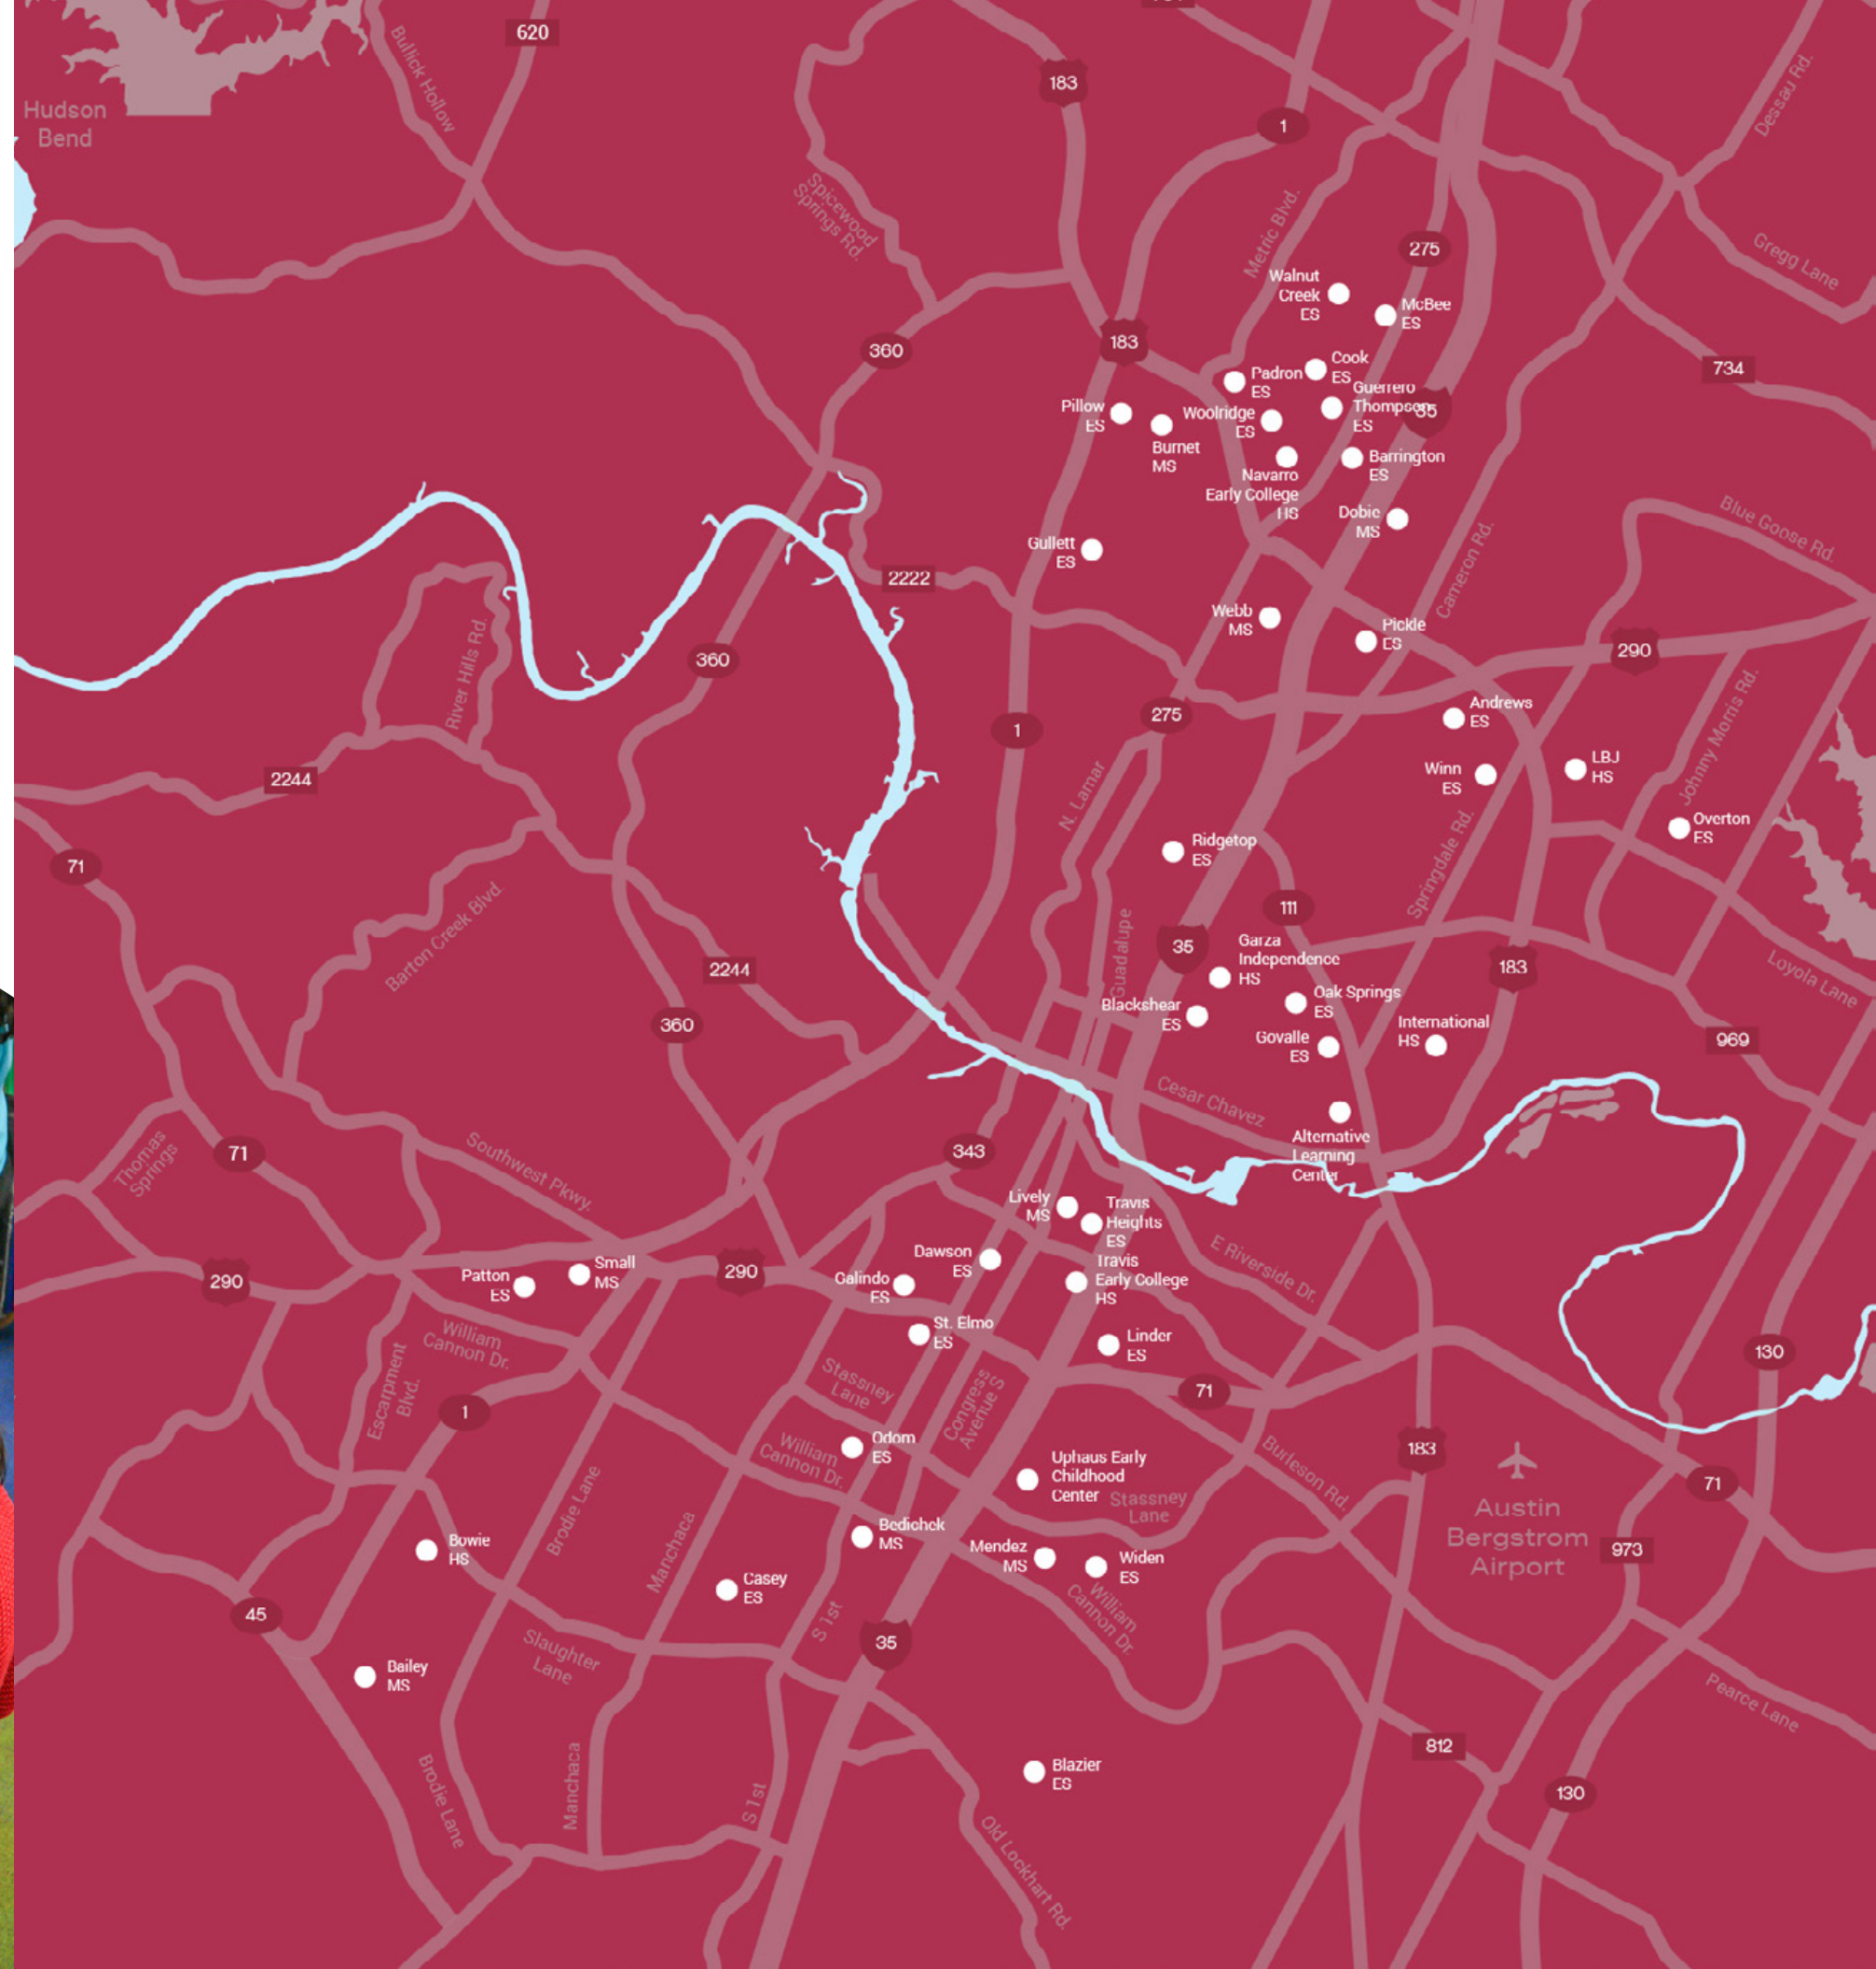 620
Bullick Hollow
Hudson
Bend
183
1
Dessau Rd.
Spicewood
Springs Rd.
Metric Blvd.
275
Gregg Lane
Walnut
Creek
ES
McBee
ES
183
360
734
Cook
ES
Padron
ES
Guerrero
Thompson
ES
35
Pillow
ES
Woolridge
ES
Burnet
MS
Barrington
ES
Navarro
Early College
HS
Dobie
MS
Blue Goose Rd.
Gullett
ES
Cameron Rd.
2222
Webb
MS
Pickle
ES
River Hills Rd.
360
290
275
1
Andrews
ES
Johnny Morris Rd.
2244
N. Lamar
Winn
ES
LBJ
HS
Overton
ES
71
Ridgetop
ES
Springdale Rd.
111
Barton Creek Blvd.
Guadalupe
35
Garza
Independence
HS
2244
183
Loyola Lane
Oak Springs
ES
Blackshear
ES
360
Govalle
ES
International
HS
969
Cesar Chavez
Alternative
Learning
Center
Thomas
Springs
71
Southwest Pkwy.
343
Lively
MS
Travis
Heights
ES
E Riverside Dr.
Dawson
ES
Small
MS
Patton
ES
290
290
Galindo
ES
Travis
Early College
HS
St. Elmo
ES
Linder
ES
William
Cannon Dr.
130
Escarpment
Blvd.
Stassney
Lane
Congress
Avenue S
71
1
Odom
ES
William
Cannon Dr.
183
Burleson Rd.
Uphaus Early
Childhood
Center
Stassney
Lane
71
Austin
Bergstrom
Airport
Brodie Lane
Manchaca
Bedichek
MS
Bowie
HS
Mendez
MS
Widen
ES
973
Casey
ES
William
Cannon Dr.
45
S 1st
35
Slaughter
Lane
Bailey
MS
Pearce Lane
812
Blazier
ES
130
Brodie Lane
Manchaca
S 1st
Old Lockhart Rd.